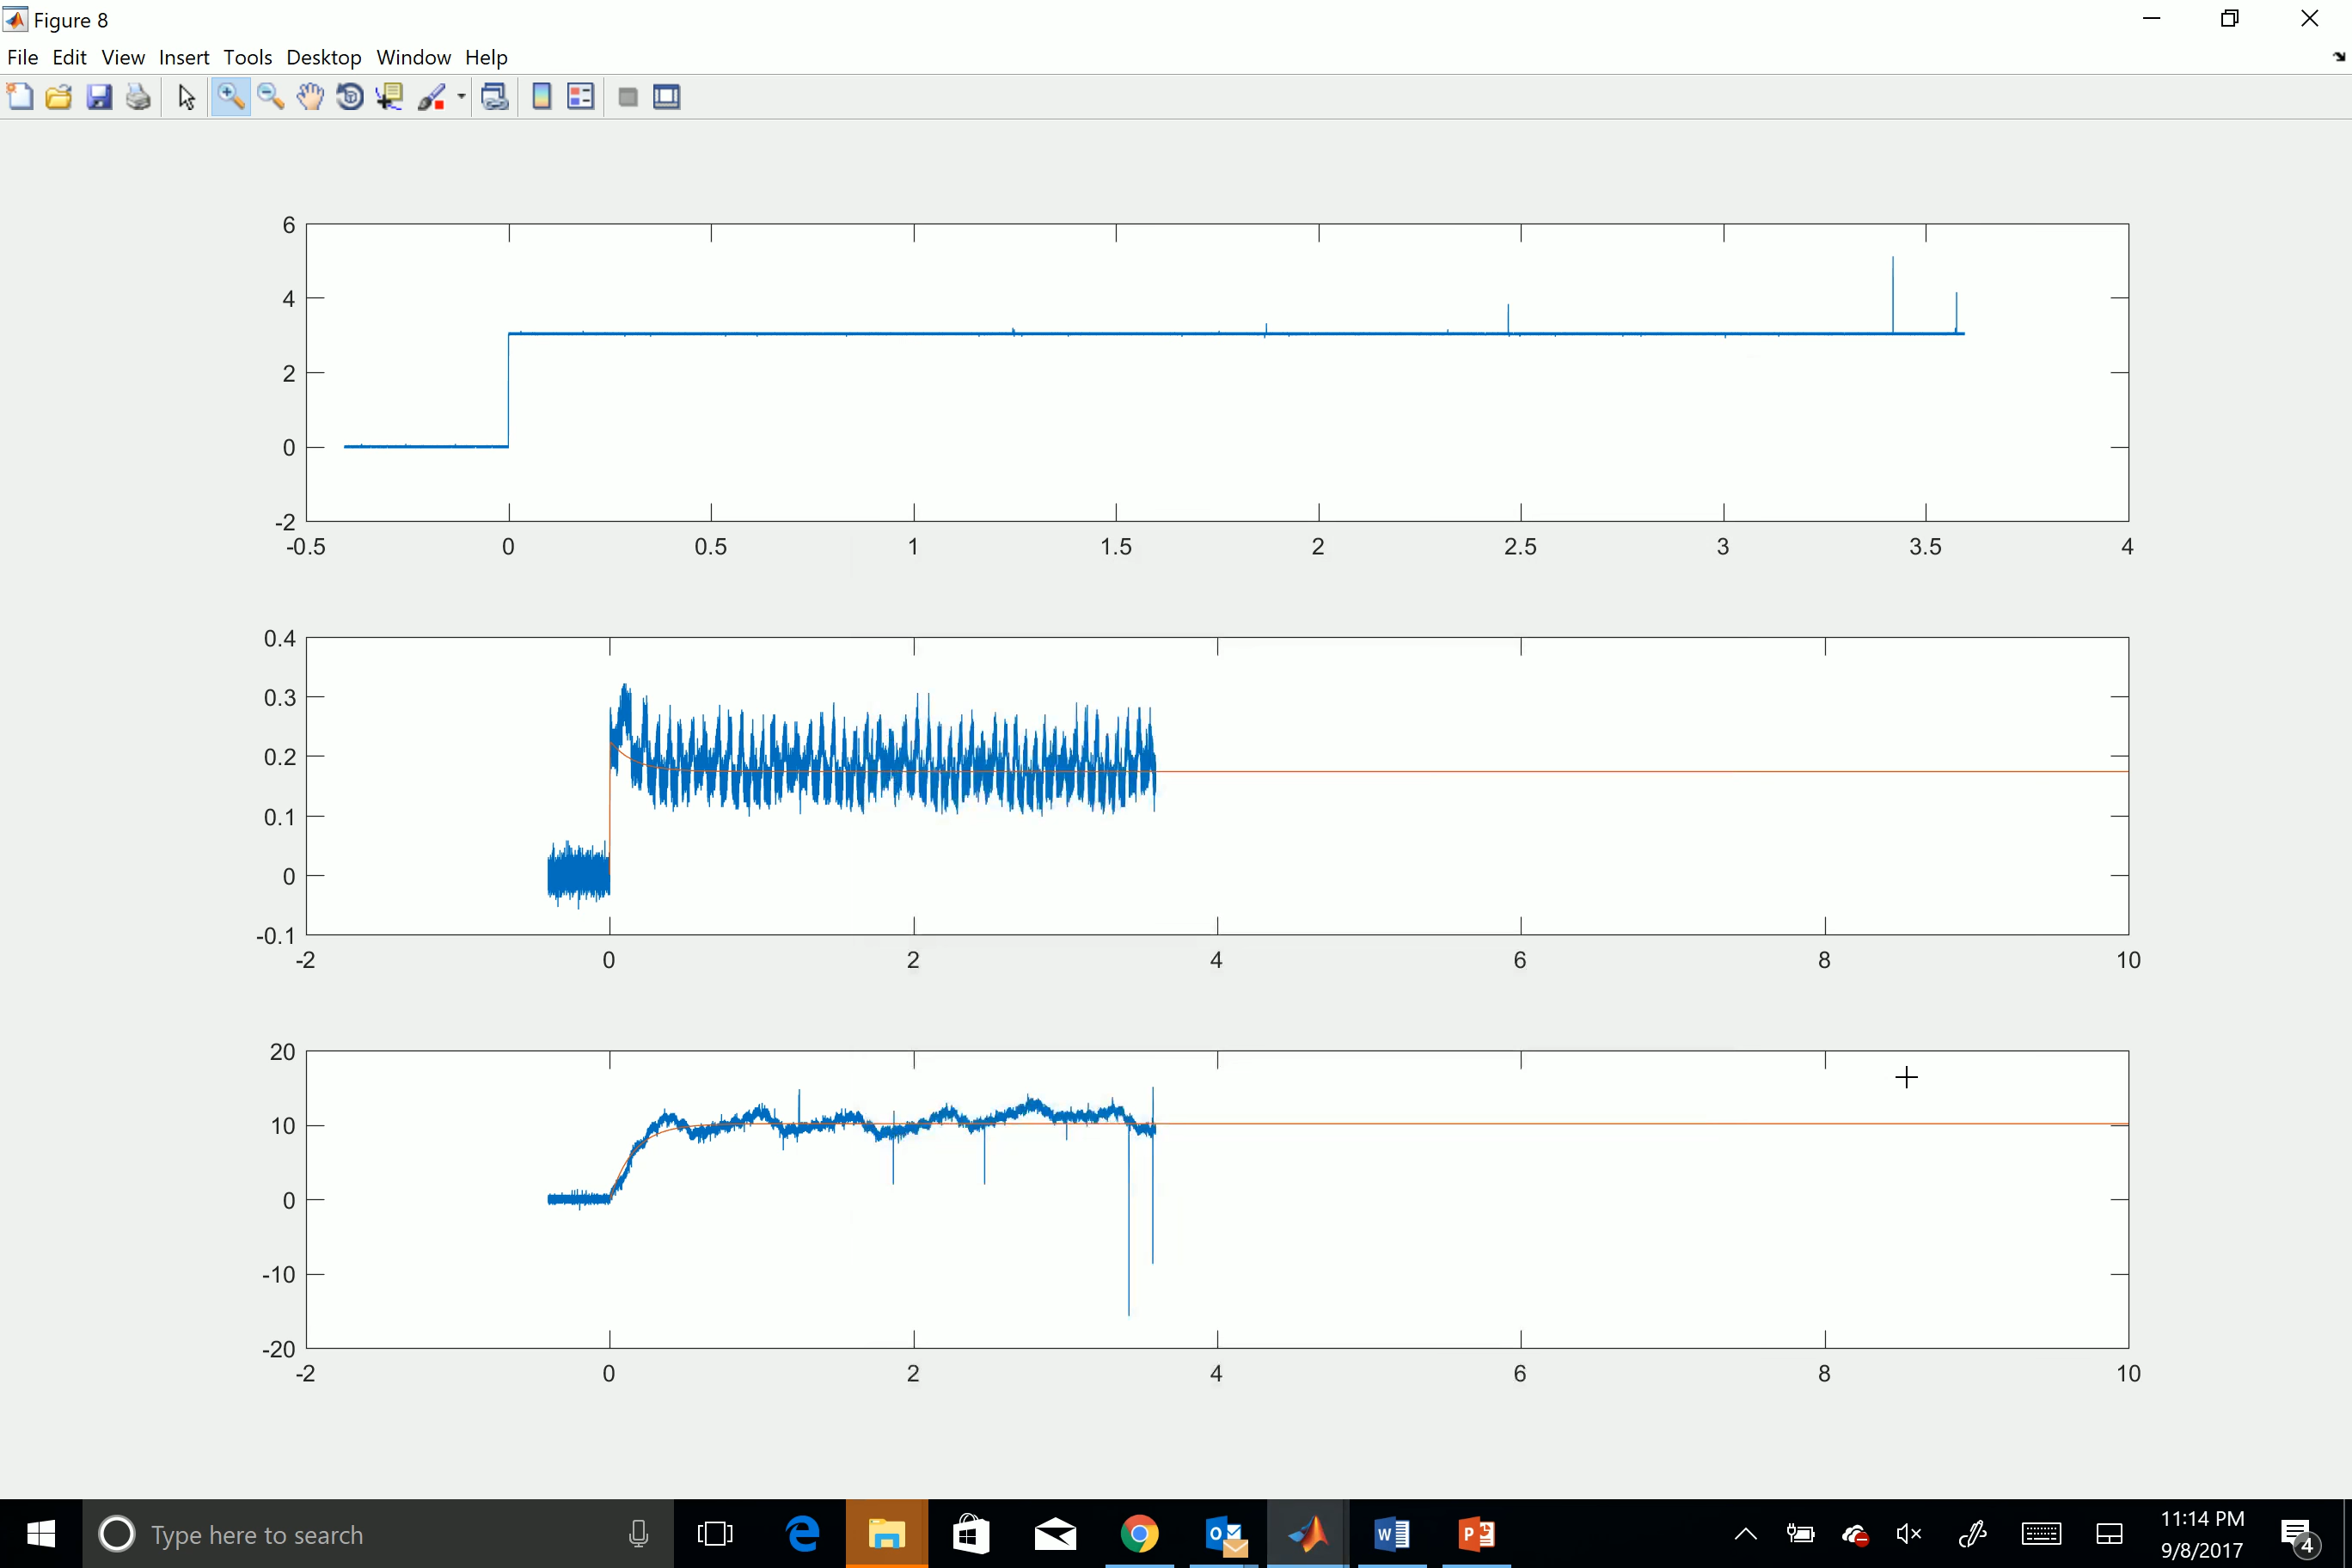 Figure 8
File Edit View Insert Tools Desktop Window Help
6
4
2
0
-2
-0.5 0 0.5 1 1.5 2 2.5 3 3.5 4
0.4
0.3
0.2
0.1
0
-0.1
-2 0 2 4 6 8 10
20
10
0
-10
-20
-2 0 2 4 6 8 10
Type here to search
11:14 PM
9/8/2017
4